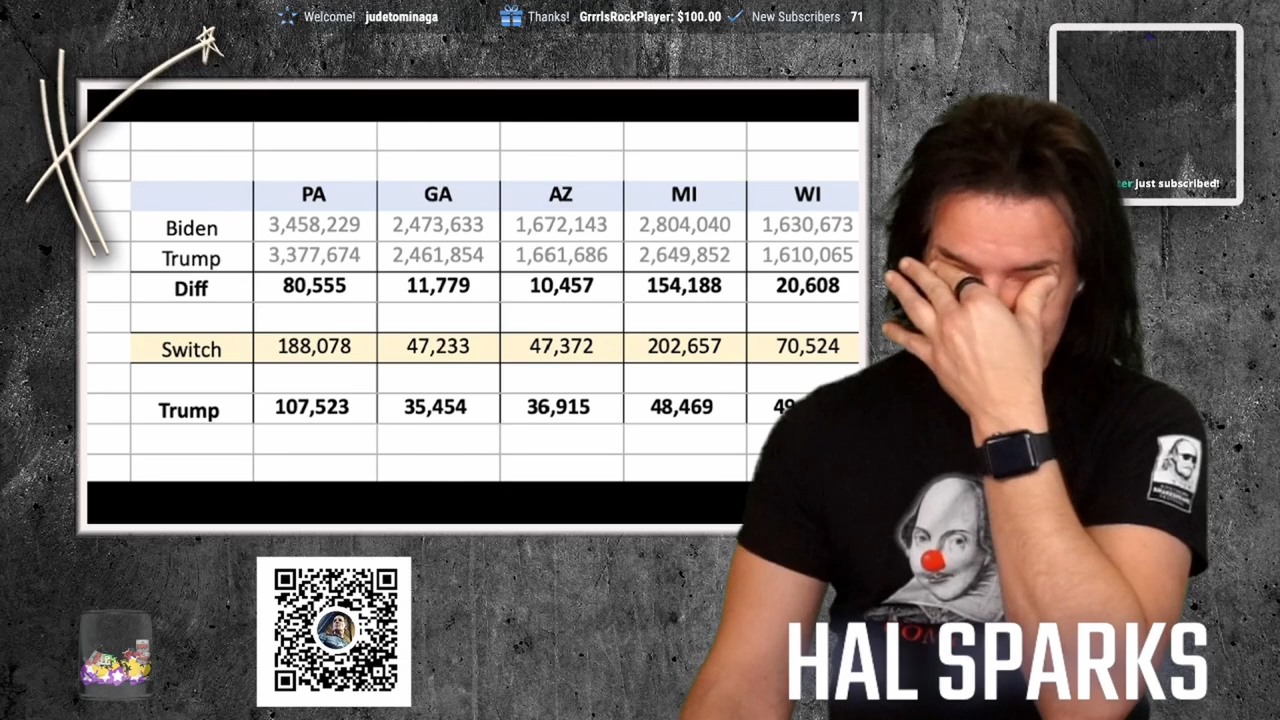 Welcome! judetominaga Thanks! GrrrlsRockPlayer: $100.00 New Subscribers 71
just subscribed!
PA GA AZ MI WI
Biden 3,458,229 2,473,633 1,672,143 2,804,040 1,630,673
Trump 3,377,674 2,461,854 1,661,686 2,649,852 1,610,065
Diff 80,555 11,779 10,457 154,188 20,608
Switch 188,078 47,233 47,372 202,657 70,524
Trump 107,523 35,454 36,915 48,469
HAL SPARKS